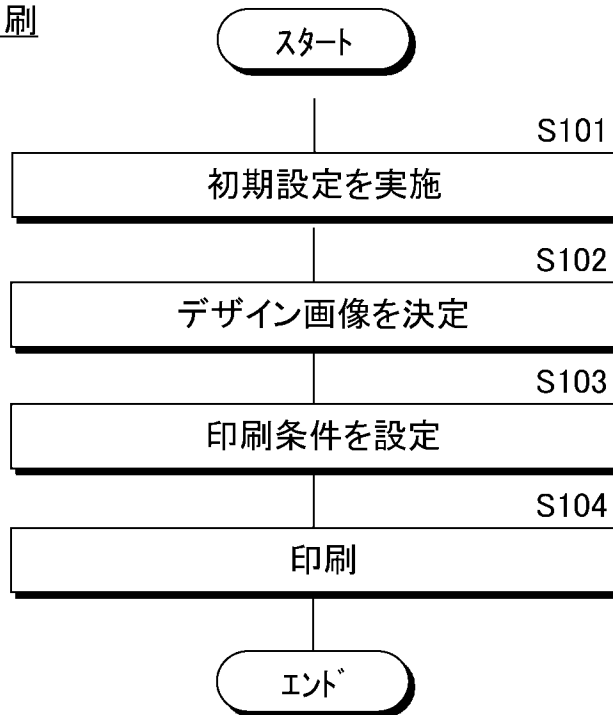 刷
スタート
S101
初期設定を実施
S102
デザイン画像を決定
S103
印刷条件を設定
S104
印刷
エンド